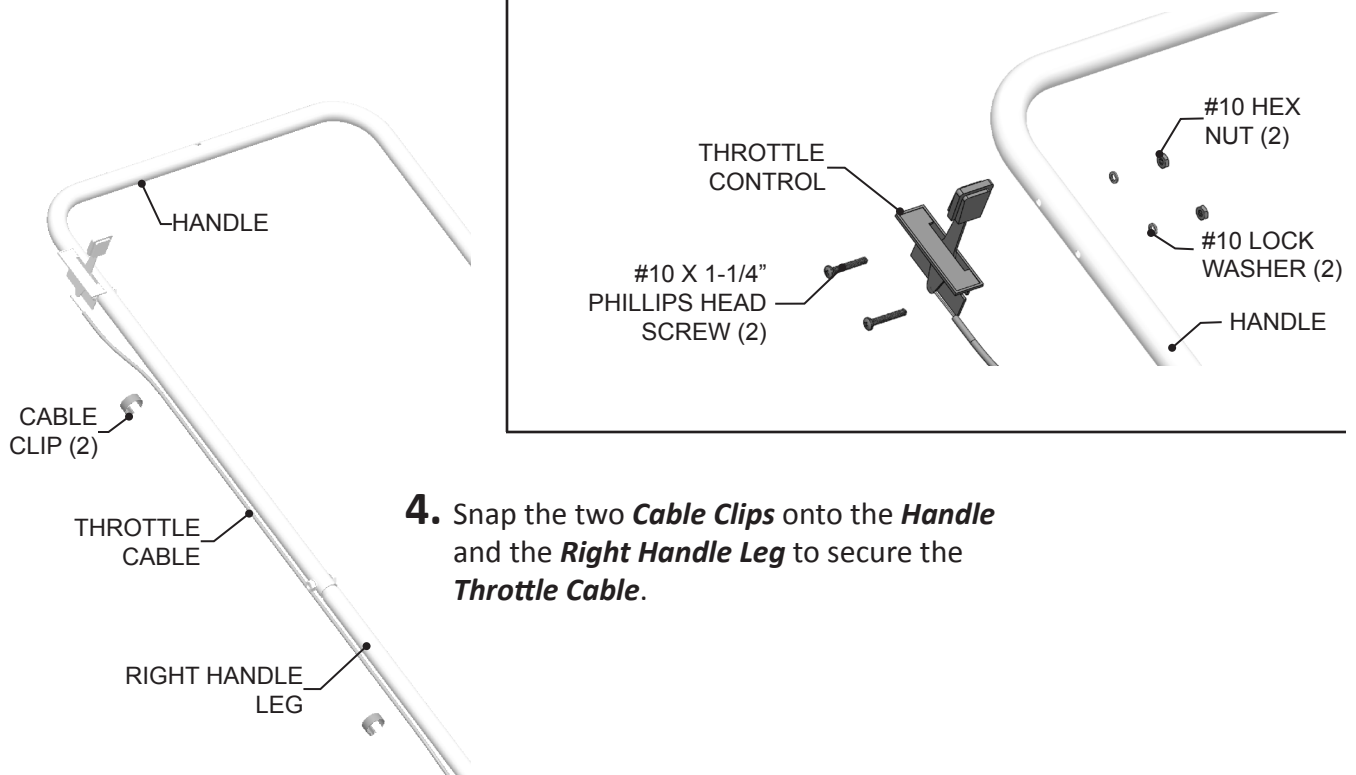 HANDLE
CABLE
CLIP (2)
THROTTLE
CABLE
RIGHT HANDLE
LEG
THROTTLE
CONTROL
#10 X 1-1/4”
PHILLIPS HEAD
SCREW (2)
#10 HEX
NUT (2)
#10 LOCK
WASHER (2)
HANDLE
4. Snap the two Cable Clips onto the Handle
and the Right Handle Leg to secure the
Throttle Cable.